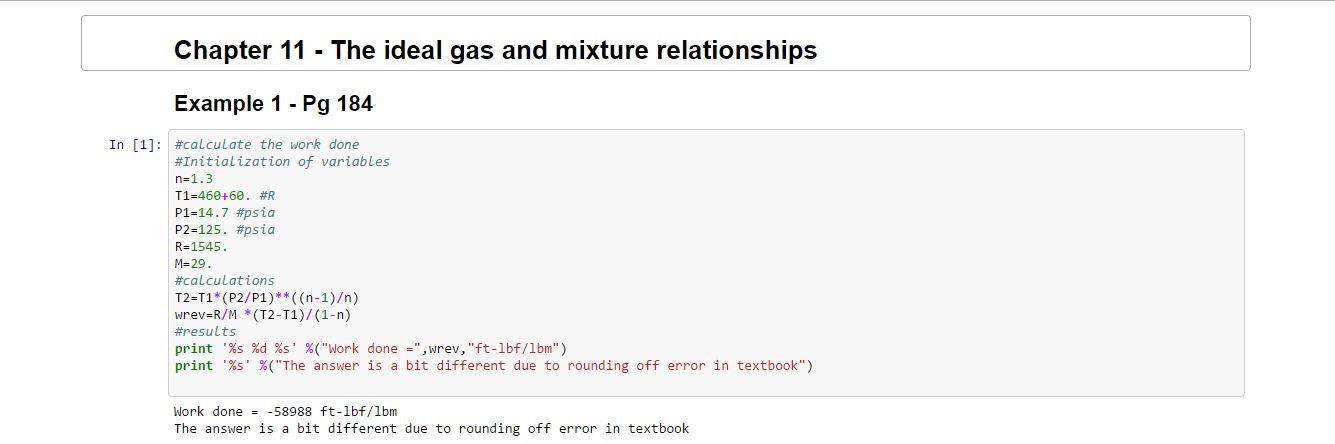 Chapter 11 - The ideal gas and mixture relationships
Example 1 - Pg 184
In [1]: #calculate the work done
#Initialization of variables
n=1.3
T1=460+60. #R
P1=14.7 #psia
P2=125. #psia
R=1545.
M=29.
#calculations
T2=T1*(P2/P1)**((n-1)/n)
wrev=R/M *(T2-T1)/(1-n)
#results
print '%s %d %s' %("Work done =",wrev,"ft-lbf/lbm")
print '%s' %("The answer is a bit different due to rounding off error in textbook")
Work done = -58988 ft-lbf/lbm
The answer is a bit different due to rounding off error in textbook